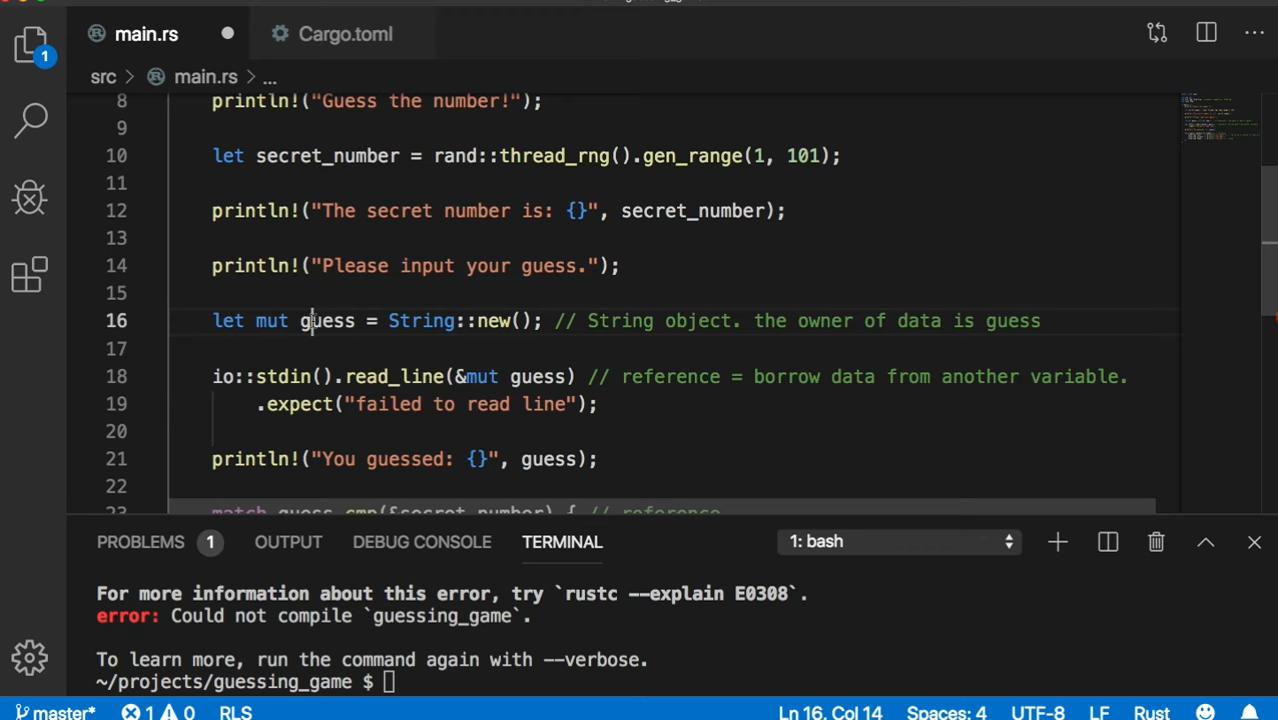 main.rs Cargo.toml
1
src > main.rs > ...
8 println!("Guess the number!");
9
10 let secret_number = rand::thread_rng().gen_range(1, 101);
11
12 println!("The secret number is: {}", secret_number);
13
14 println!("Please input your guess.");
15
16 let mut guess = String::new(); // String object. the owner of data is guess
17
18 io::stdin().read_line(&mut guess) // reference = borrow data from another variable.
19 .expect("failed to read line");
20
21 println!("You guessed: {}", guess);
22
23 match guess.cmp(&secret_number) { // reference
PROBLEMS 1 OUTPUT DEBUG CONSOLE TERMINAL 1: bash
For more information about this error, try `rustc --explain E0308`.
error: Could not compile `guessing_game`.
To learn more, run the command again with --verbose.
~/projects/guessing_game $
master* 1 0 RLS Ln 16, Col 14 Spaces: 4 UTF-8 LF Rust